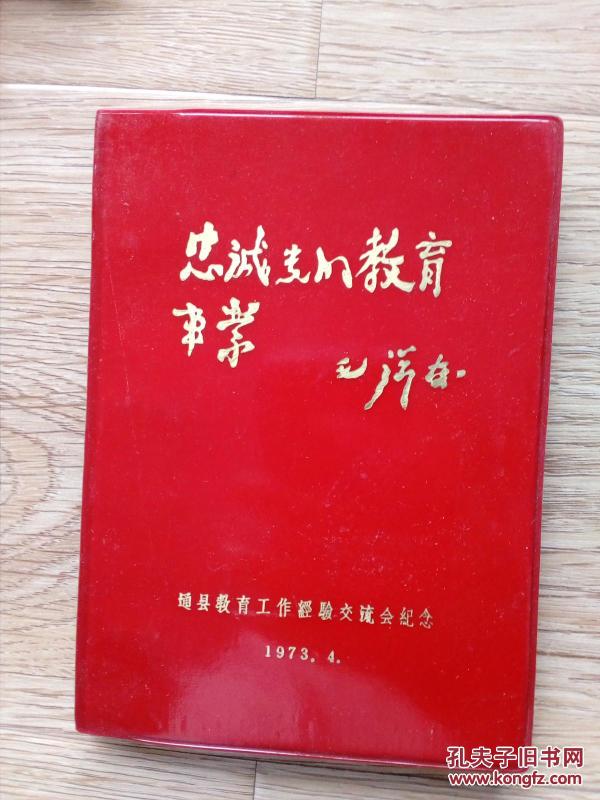 忠诚党的教育
事業
毛泽东
通县教育工作經驗交流会纪念
1973.4.
孔夫子旧书网
www.kongfz.com